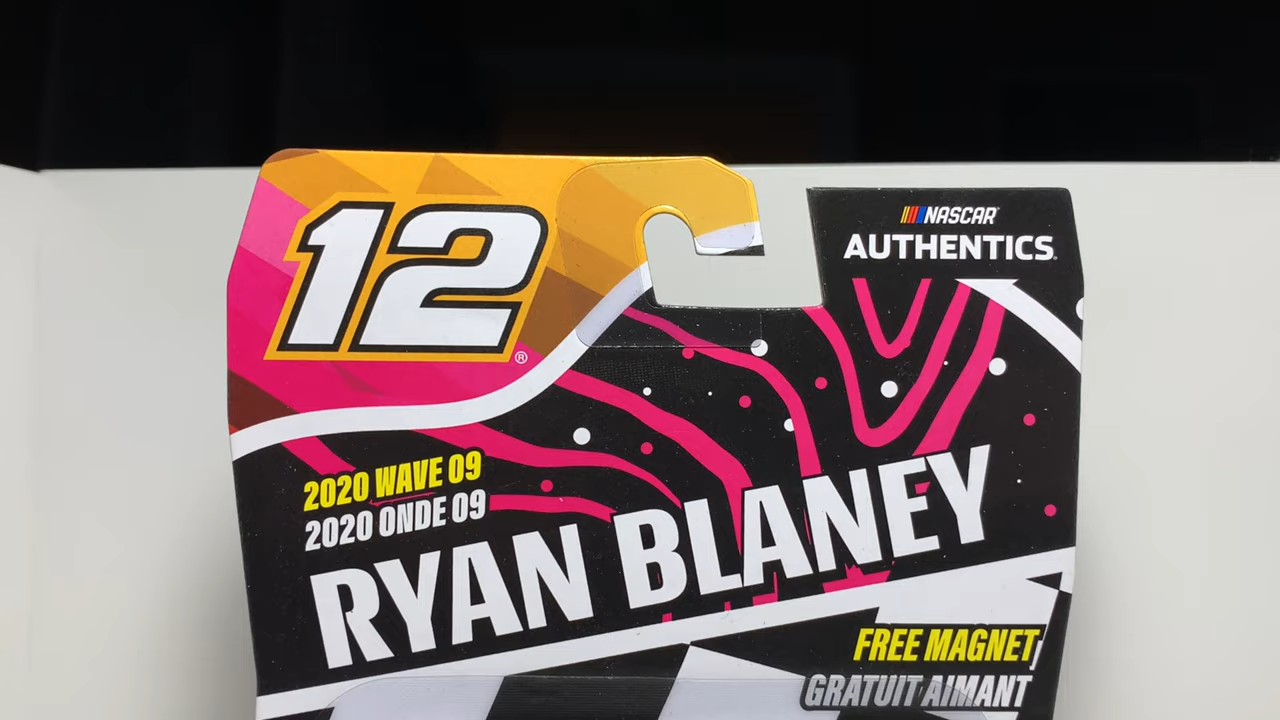 12®
NASCAR
AUTHENTICS
2020 WAVE 09
2020 ONDE 09
RYAN BLANEY
FREE MAGNET
GRATUIT AIMANT